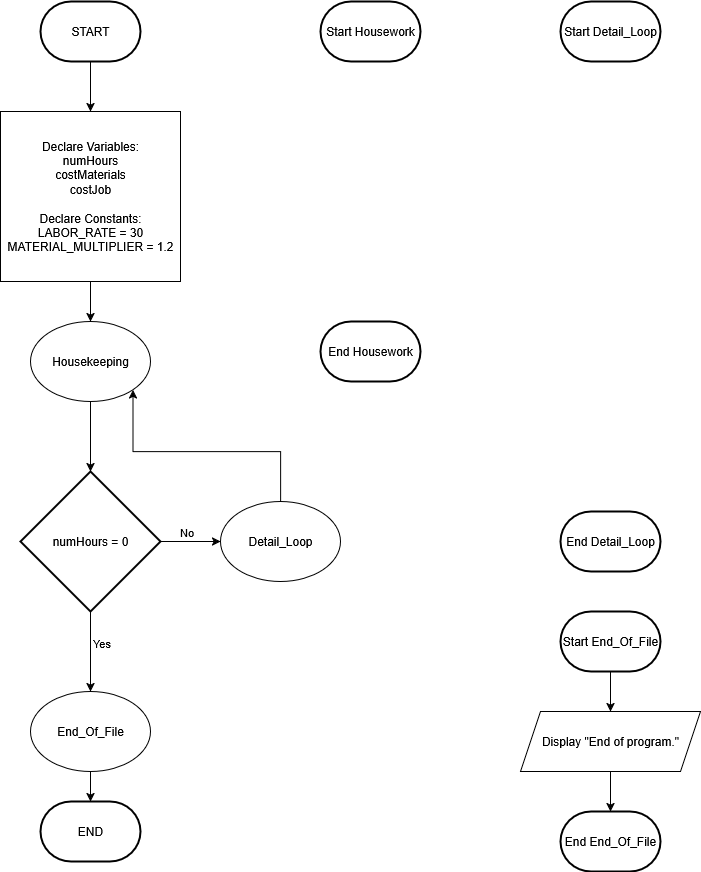 START
Start Housework
Start Detail_Loop
Declare Variables:
numHours
costMaterials
costJob
Declare Constants:
LABOR_RATE = 30
MATERIAL_MULTIPLIER = 1.2
Housekeeping
End Housework
numHours = 0
No
Detail_Loop
End Detail_Loop
Yes
Start End_Of_File
End_Of_File
Display "End of program."
END
End End_Of_File